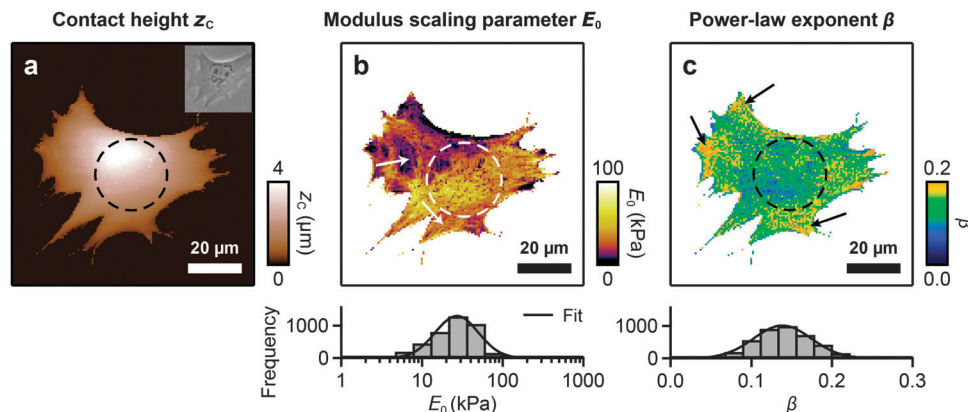 Contact height zC
Modulus scaling parameter E0
Power-law exponent β
a
b
c
4
zC (µm)
0
20 µm
100
E0 (kPa)
0
20 µm
0.2
β
0.0
20 µm
Frequency
1000
0
Fit
1 10 100 1000
E0 (kPa)
1000
0
0.0 0.1 0.2 0.3
β